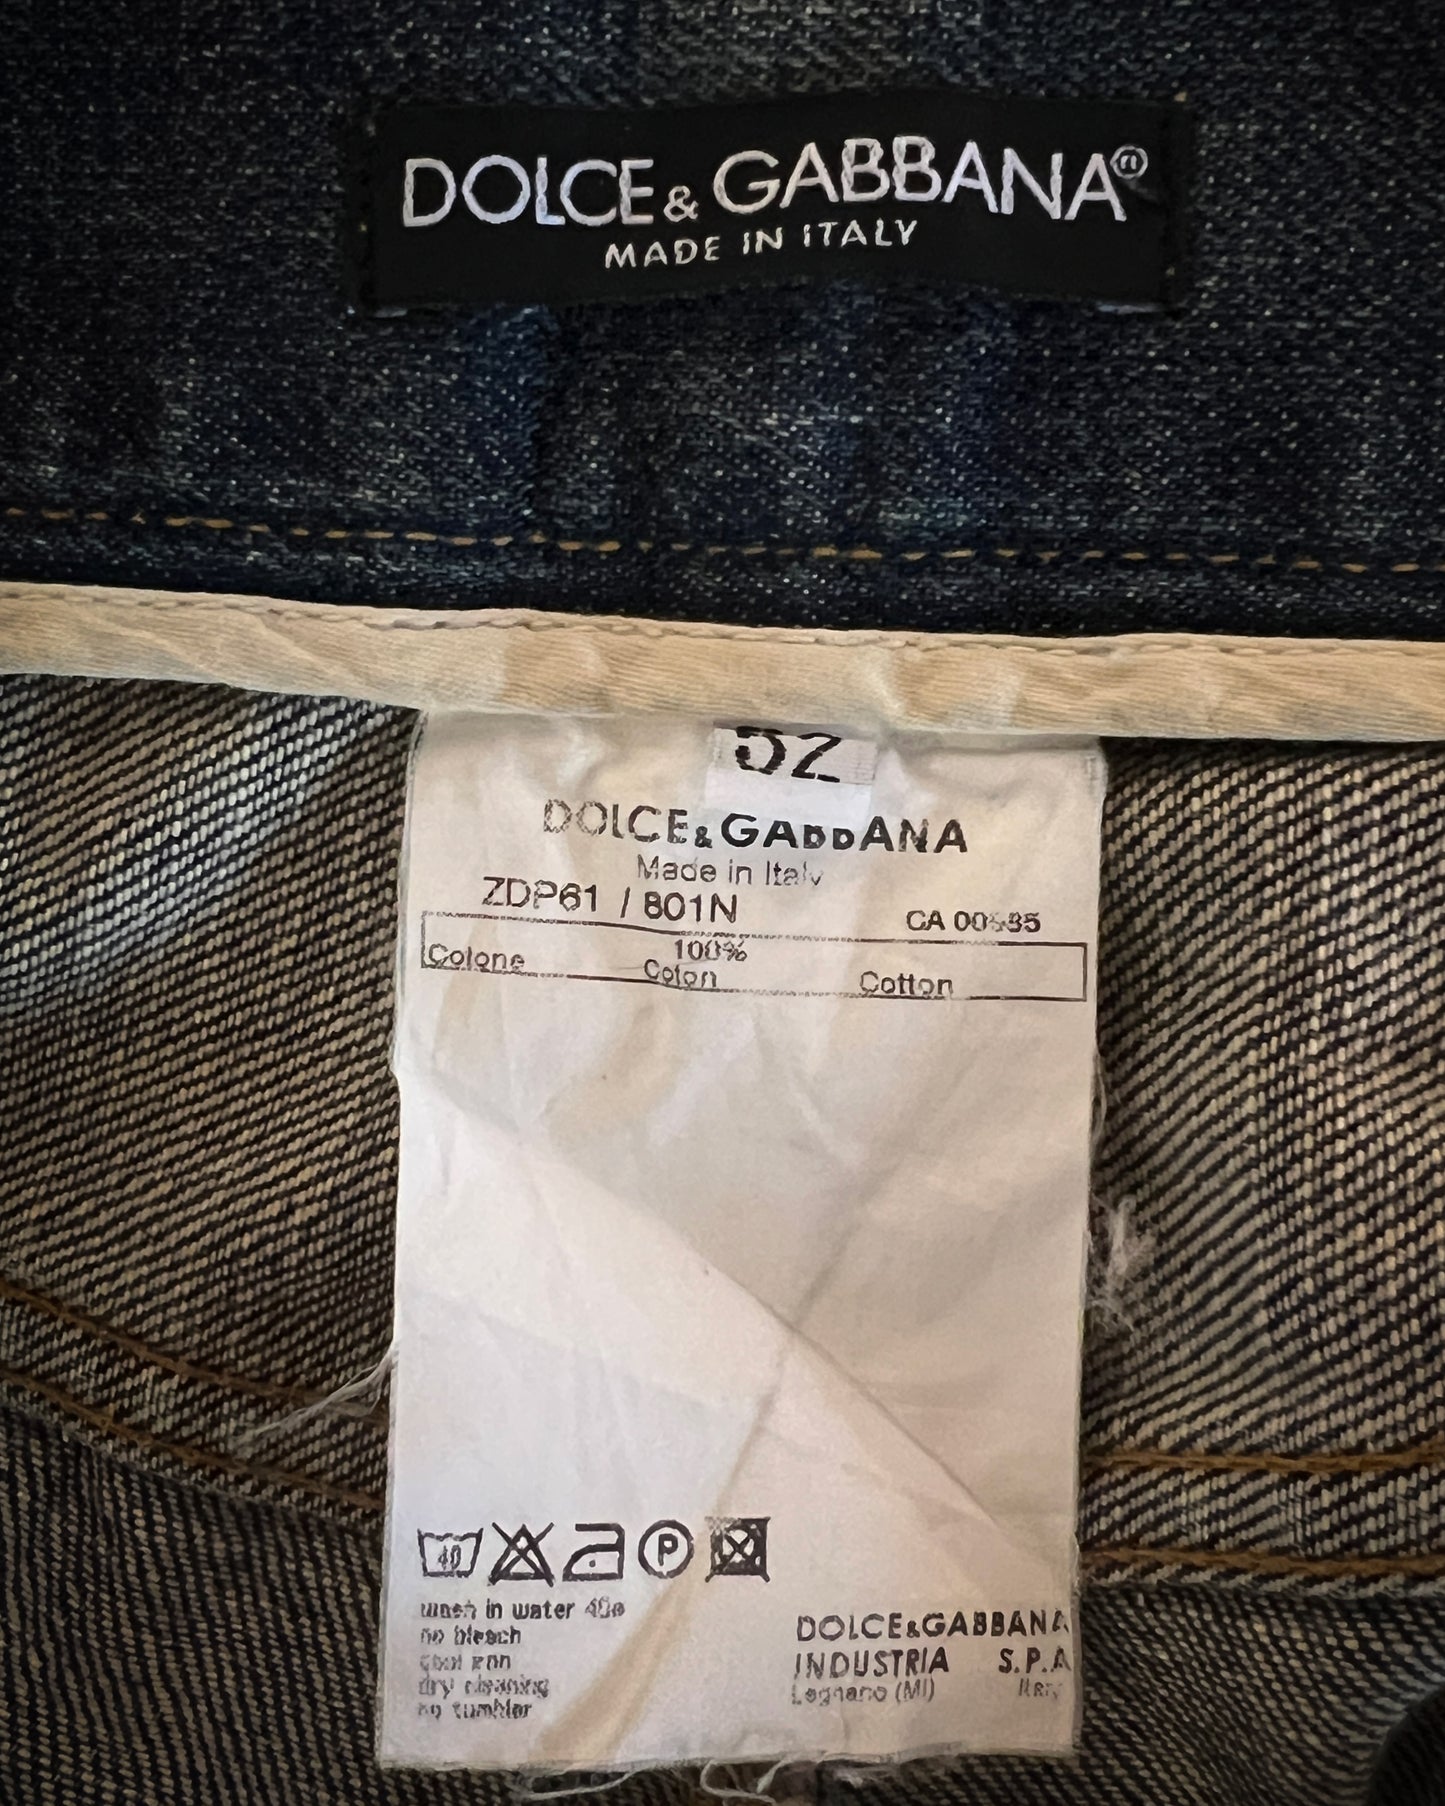 DOLCE & GABBANA®
MADE IN ITALY
52
DOLCE & GABBANA
Made in Italy
ZDP61 / 801N
CA
100%
Cotone Coton Cotton
40 P
wash in water 40°
no bleach
cool iron
dry cleaning
no tumbler
DOLCE & GABBANA
INDUSTRIA S.P.A
Legnano (MI) Italy